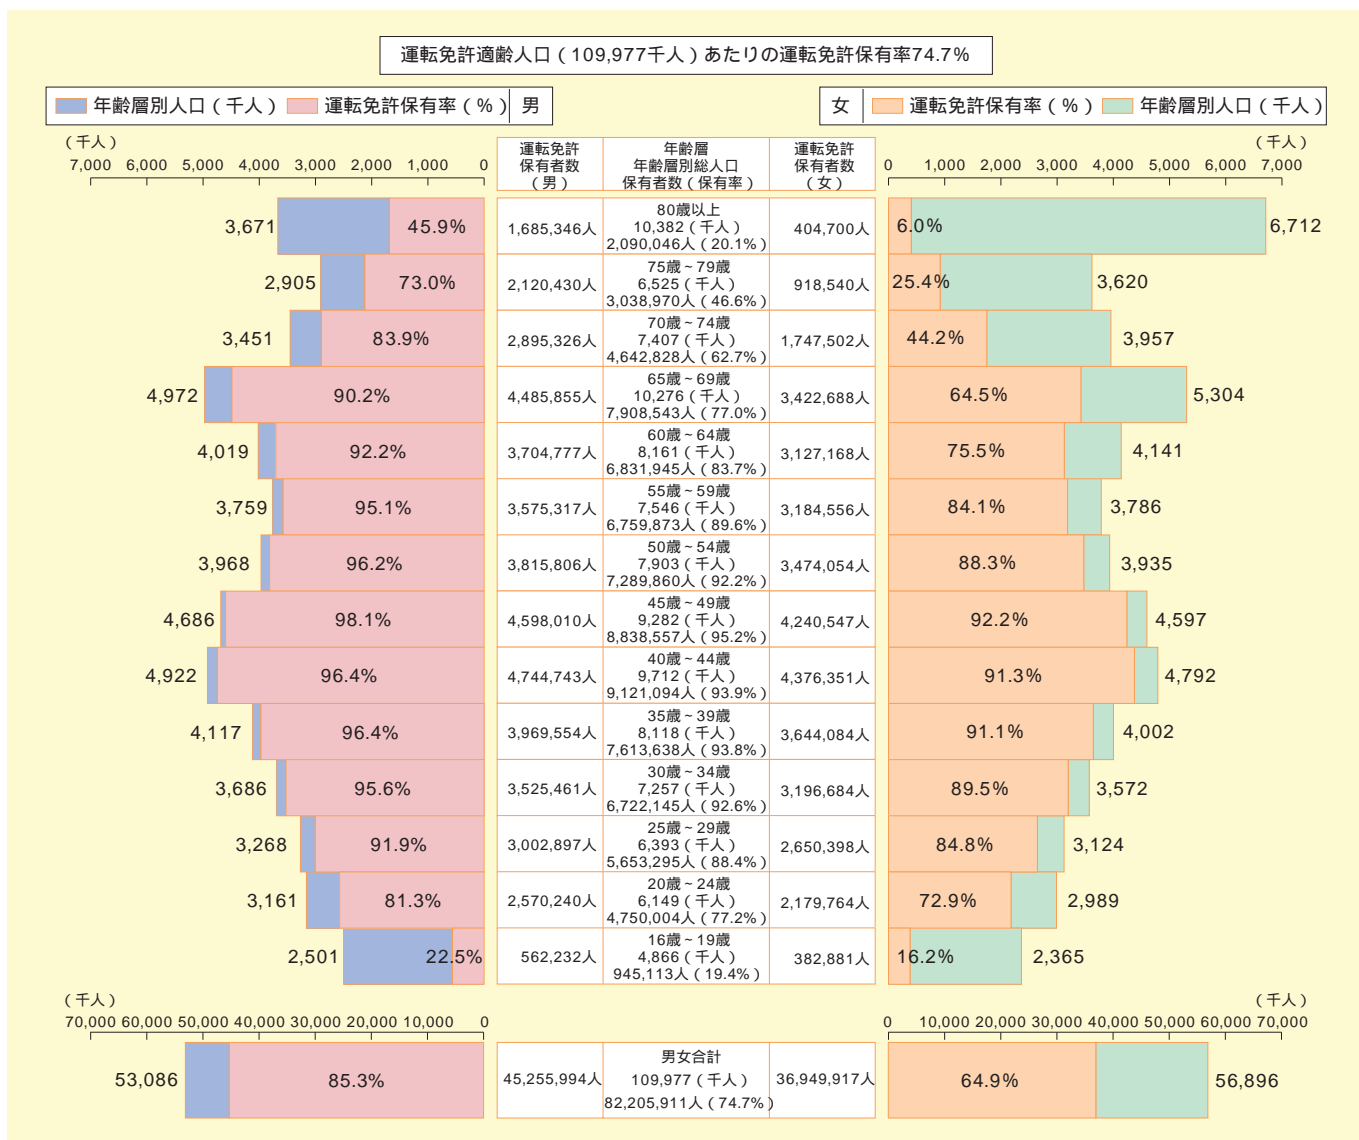 運転免許適齢人口（109,977千人）あたりの運転免許保有率74.7%
年齢層別人口（千人） 運転免許保有率（%） 男
女 運転免許保有率（%） 年齢層別人口（千人）
（千人）
7,000 6,000 5,000 4,000 3,000 2,000 1,000 0
運転免許
保有者数
（男）
年齢層
年齢層別総人口
保有者数（保有率）
運転免許
保有者数
（女）
（千人）
0 1,000 2,000 3,000 4,000 5,000 6,000 7,000
80歳以上
3,671 45.9% 1,685,346人 10,382（千人） 404,700人 6.0% 6,712
2,090,046人（20.1%）
75歳~79歳
2,905 73.0% 2,120,430人 6,525（千人） 918,540人 25.4% 3,620
3,038,970人（46.6%）
70歳~74歳
3,451 83.9% 2,895,326人 7,407（千人） 1,747,502人 44.2% 3,957
4,642,828人（62.7%）
65歳~69歳
4,972 90.2% 4,485,855人 10,276（千人） 3,422,688人 64.5% 5,304
7,908,543人（77.0%）
60歳~64歳
4,019 92.2% 3,704,777人 8,161（千人） 3,127,168人 75.5% 4,141
6,831,945人（83.7%）
55歳~59歳
3,759 95.1% 3,575,317人 7,546（千人） 3,184,556人 84.1% 3,786
6,759,873人（89.6%）
50歳~54歳
3,968 96.2% 3,815,806人 7,903（千人） 3,474,054人 88.3% 3,935
7,289,860人（92.2%）
45歳~49歳
4,686 98.1% 4,598,010人 9,282（千人） 4,240,547人 92.2% 4,597
8,838,557人（95.2%）
40歳~44歳
4,922 96.4% 4,744,743人 9,712（千人） 4,376,351人 91.3% 4,792
9,121,094人（93.9%）
35歳~39歳
4,117 96.4% 3,969,554人 8,118（千人） 3,644,084人 91.1% 4,002
7,613,638人（93.8%）
30歳~34歳
3,686 95.6% 3,525,461人 7,257（千人） 3,196,684人 89.5% 3,572
6,722,145人（92.6%）
25歳~29歳
3,268 91.9% 3,002,897人 6,393（千人） 2,650,398人 84.8% 3,124
5,653,295人（88.4%）
20歳~24歳
3,161 81.3% 2,570,240人 6,149（千人） 2,179,764人 72.9% 2,989
4,750,004人（77.2%）
16歳~19歳
2,501 22.5% 562,232人 4,866（千人） 382,881人 16.2% 2,365
945,113人（19.4%）
（千人）
70,000 60,000 50,000 40,000 30,000 20,000 10,000 0
（千人）
0 10,000 20,000 30,000 40,000 50,000 60,000 70,000
男女合計
53,086 85.3% 45,255,994人 109,977（千人） 36,949,917人 64.9% 56,896
82,205,911人（74.7%）